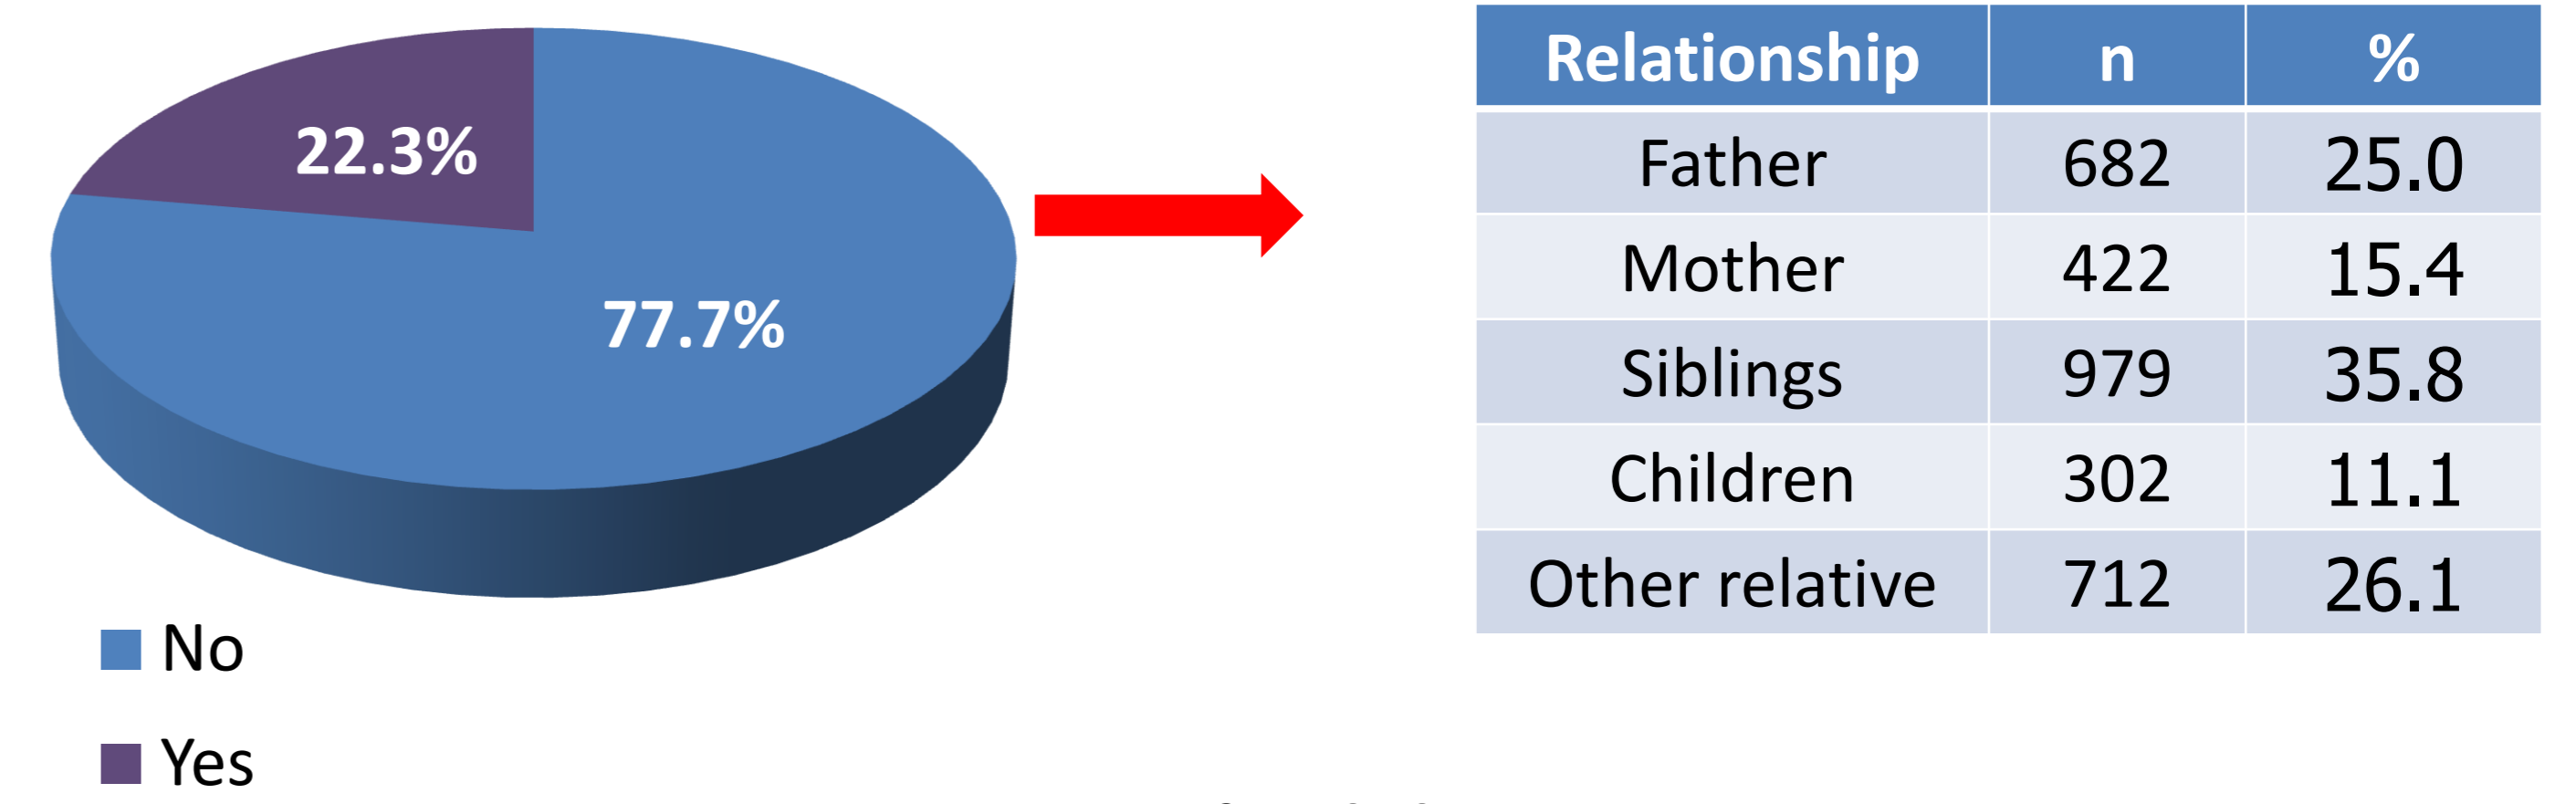 22.3%
77.7%
No
Yes
Relationship n %
Father 682 25.0
Mother 422 15.4
Siblings 979 35.8
Children 302 11.1
Other relative 712 26.1